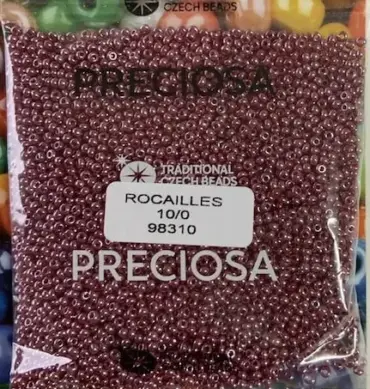 CZECH BEADS
PRECIOSA
TRADITIONAL
CZECH BEADS
ROCAILLES
10/0
98310
PRECIOSA